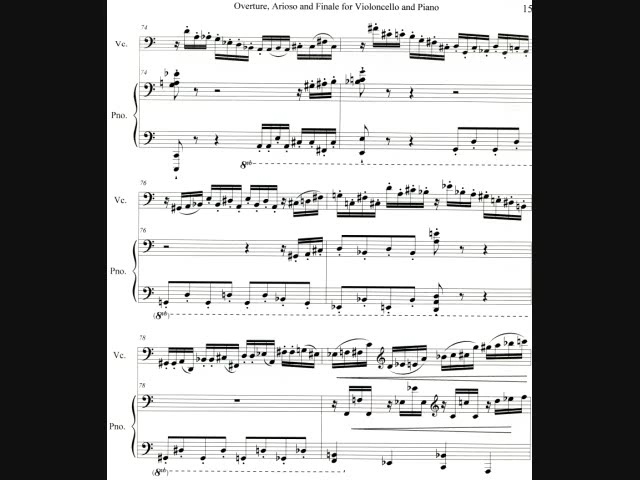 Overture, Arioso and Finale for Violoncello and Piano
15
74
Vc.
74
Pno.
8vb
76
Vc.
76
Pno.
(8vb)
78
Vc.
78
Pno.
(8vb)